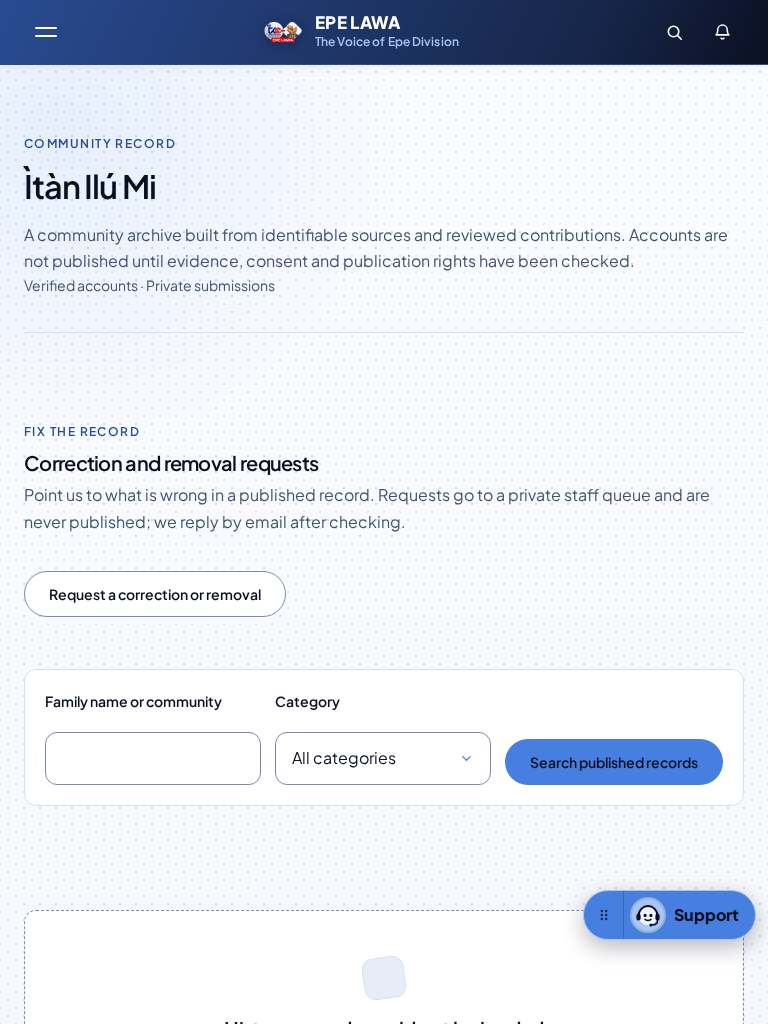 EPE LAWA
The Voice of Epe Division
COMMUNITY RECORD
Ìtàn Ilú Mi
A community archive built from identifiable sources and reviewed contributions. Accounts are
not published until evidence, consent and publication rights have been checked.
Verified accounts · Private submissions
FIX THE RECORD
Correction and removal requests
Point us to what is wrong in a published record. Requests go to a private staff queue and are
never published; we reply by email after checking.
Request a correction or removal
Family name or community
Category
All categories
Search published records
Support